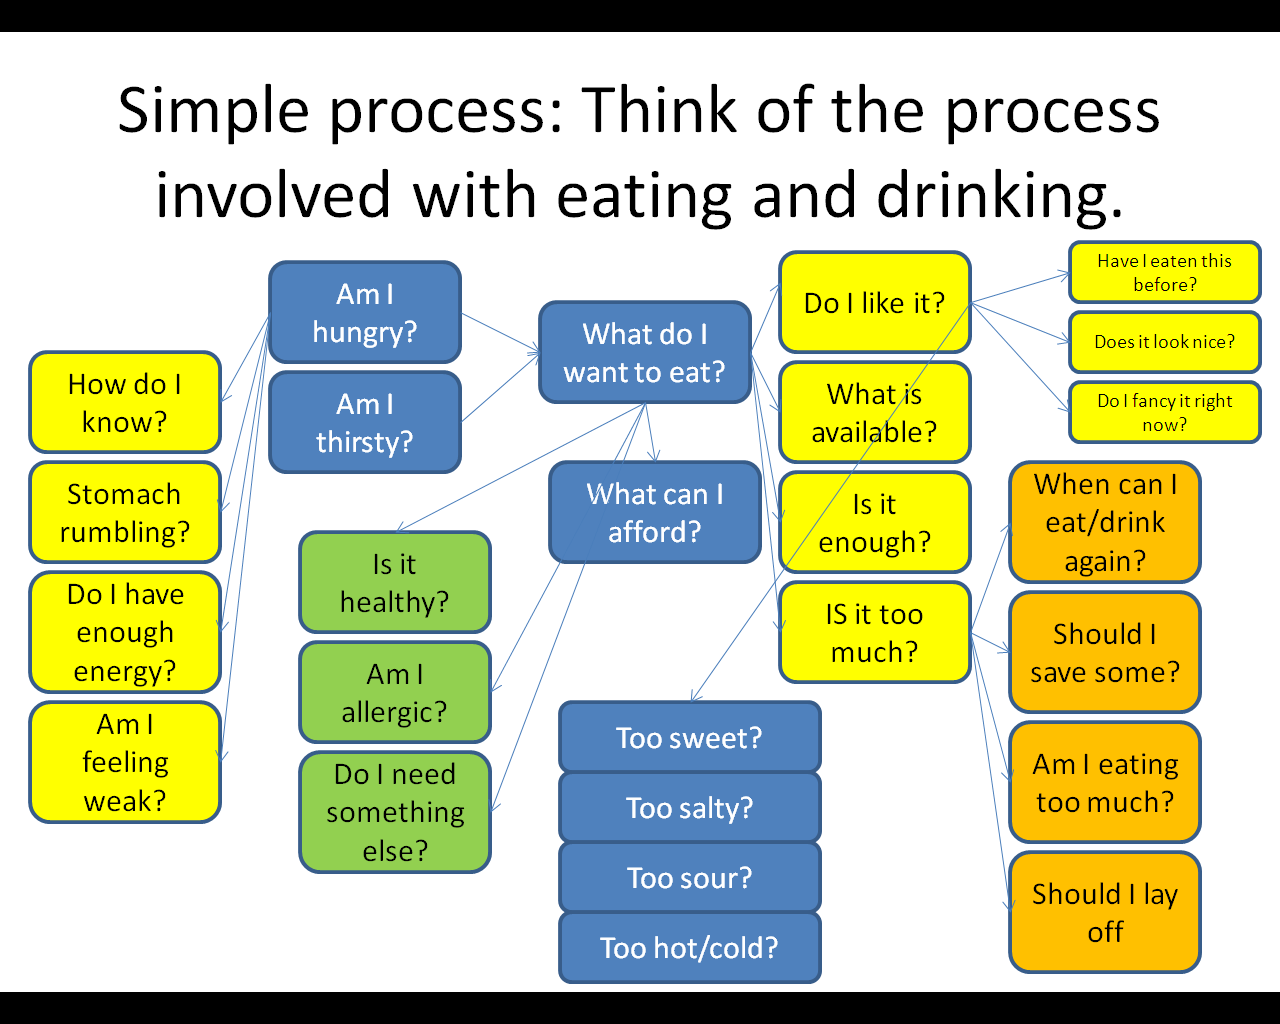 Simple process: Think of the process
involved with eating and drinking.
Am I
hungry?
Am I
thirsty?
How do I
know?
Stomach
rumbling?
Do I have
enough
energy?
Am I
feeling
weak?
What do I
want to eat?
What can I
afford?
Is it
healthy?
Am I
allergic?
Do I need
something
else?
Do I like it?
What is
available?
Is it
enough?
IS it too
much?
Have I eaten this
before?
Does it look nice?
Do I fancy it right
now?
Too sweet?
Too salty?
Too sour?
Too hot/cold?
When can I
eat/drink
again?
Should I
save some?
Am I eating
too much?
Should I lay
off